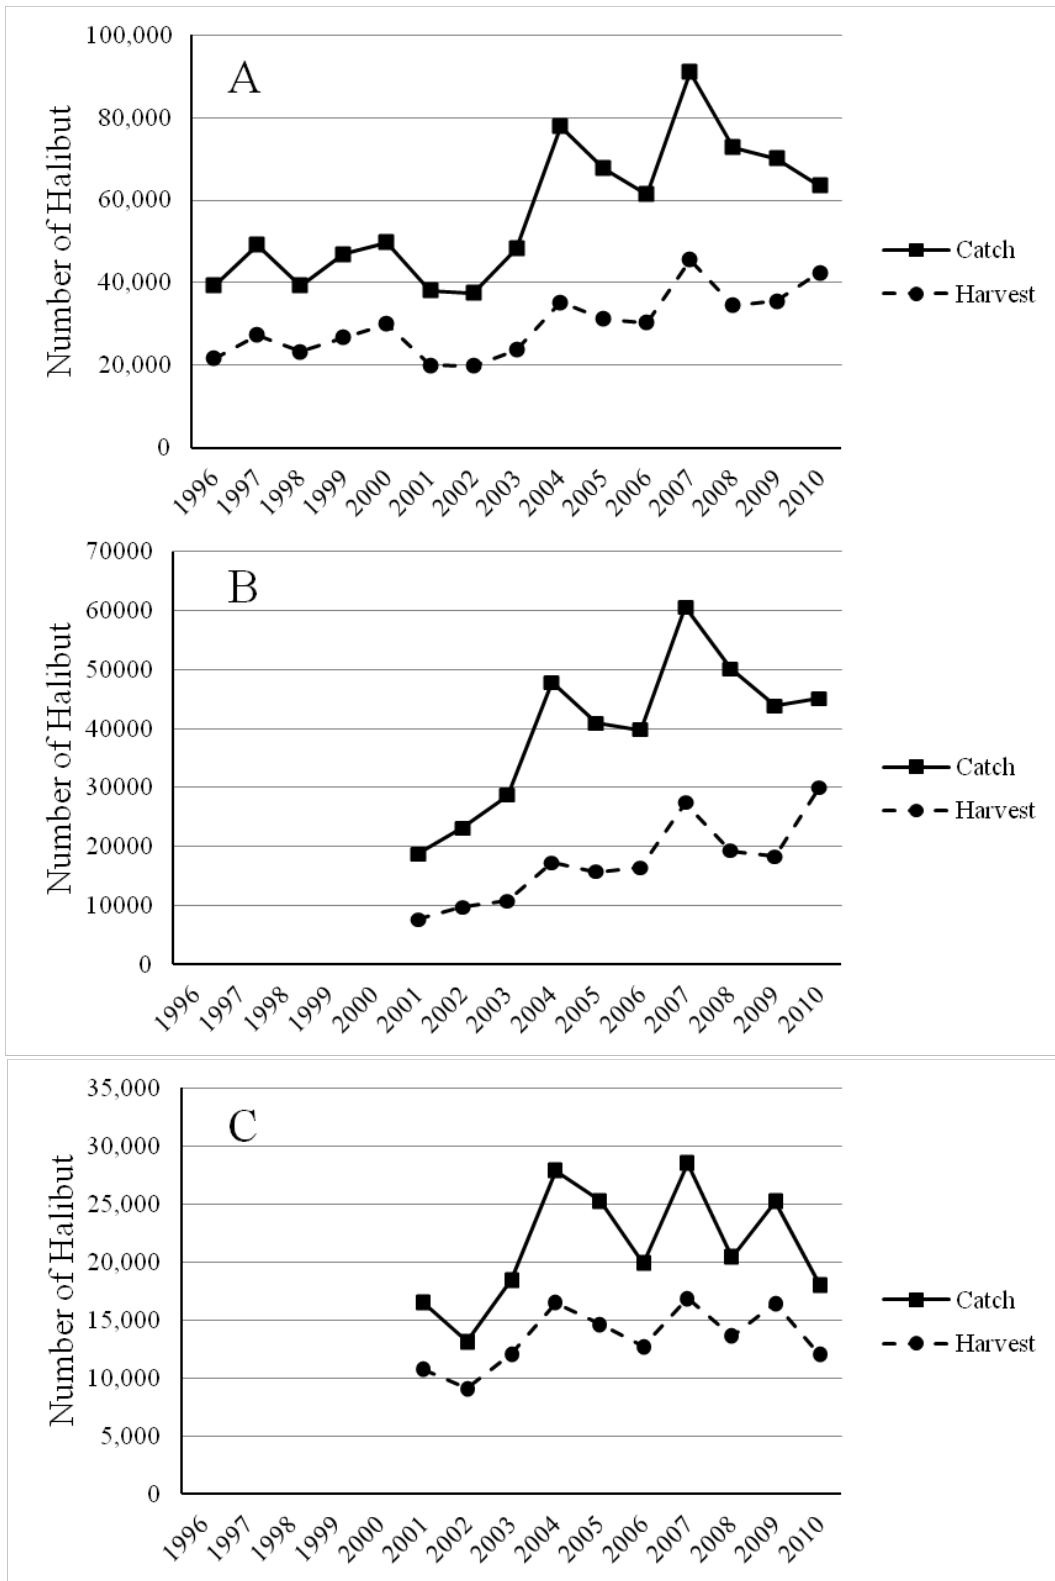 A
Number of Halibut
100,000
80,000
60,000
40,000
20,000
0
1996 1997 1998 1999 2000 2001 2002 2003 2004 2005 2006 2007 2008 2009 2010
Catch
Harvest
B
Number of Halibut
70000
60000
50000
40000
30000
20000
10000
0
1996 1997 1998 1999 2000 2001 2002 2003 2004 2005 2006 2007 2008 2009 2010
Catch
Harvest
C
Number of Halibut
35,000
30,000
25,000
20,000
15,000
10,000
5,000
0
1996 1997 1998 1999 2000 2001 2002 2003 2004 2005 2006 2007 2008 2009 2010
Catch
Harvest